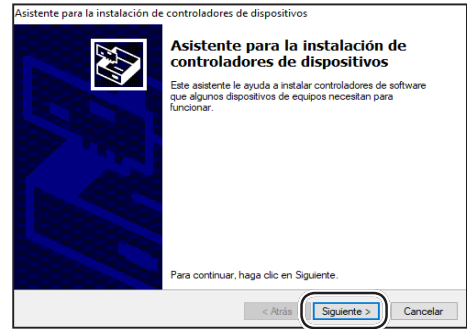 Asistente para la instalación de controladores de dispositivos
Asistente para la instalación de
controladores de dispositivos
Este asistente le ayuda a instalar controladores de software
que algunos dispositivos de equipos necesitan para
funcionar.
Para continuar, haga clic en Siguiente.
< Atrás
Siguiente >
Cancelar